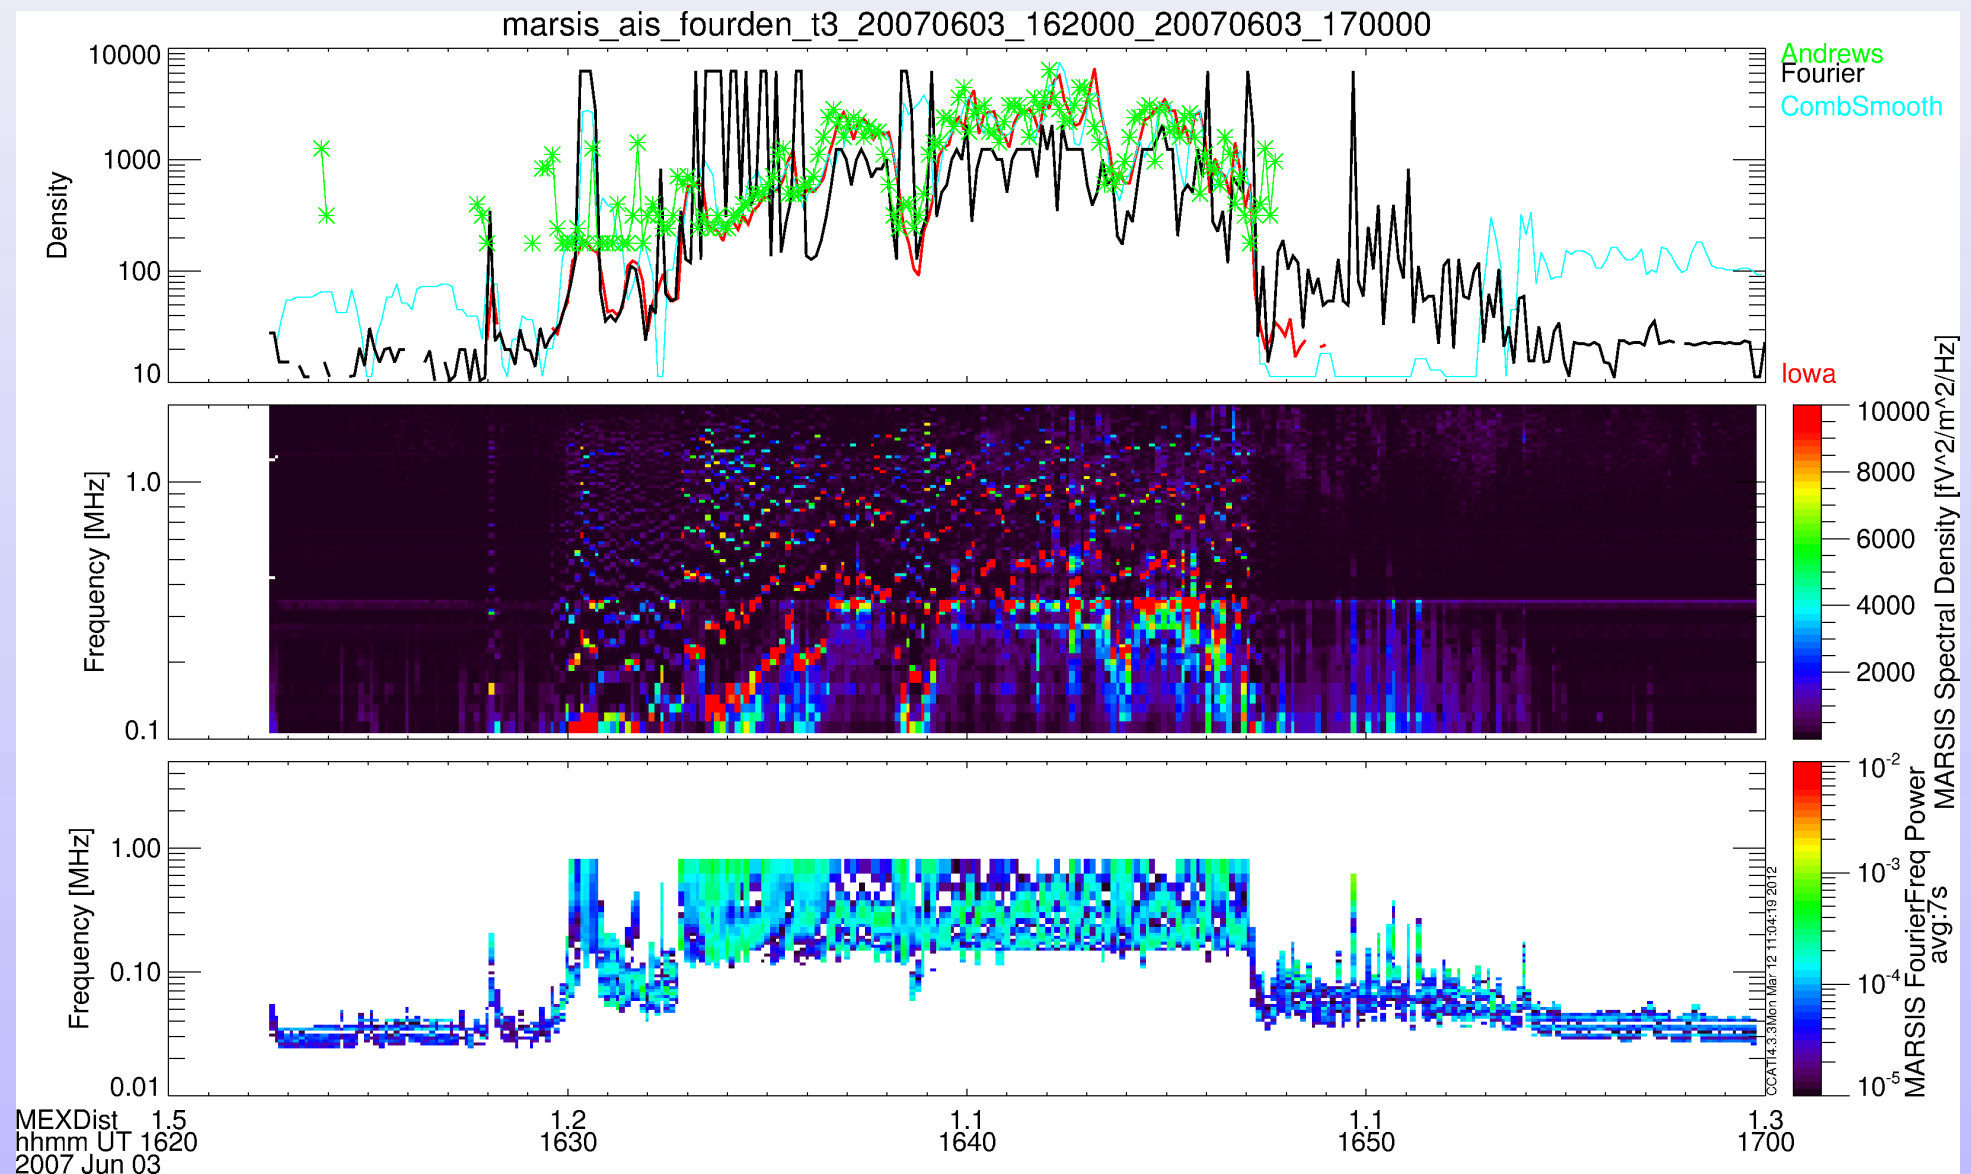 marsis_ais_fourden_t3_20070603_162000_20070603_170000
10000
1000
100
10
Density
Andrews
Fourier
CombSmooth
Iowa
1.0
0.1
Frequency [MHz]
10000
8000
6000
4000
2000
MARSIS Spectral Density [fV^2/m^2/Hz]
1.00
0.10
0.01
Frequency [MHz]
10-2
10-3
10-4
10-5
MARSIS FourierFreq Power
avg:7s
CCATI4.3.3Mon Mar 12 11:04:19 2012
MEXDist 1.5 1.2 1.1 1.1 1.3
hhmm UT 1620 1630 1640 1650 1700
2007 Jun 03